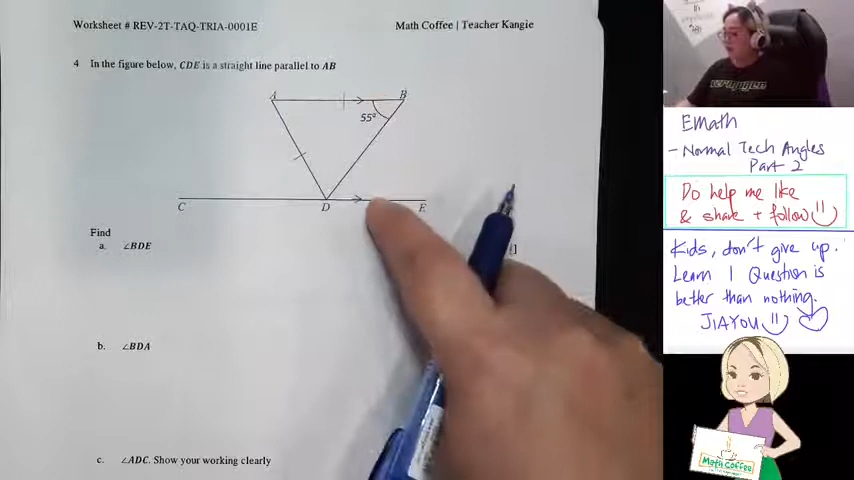 Worksheet # REV-2T-TAQ-TRIA-0001E
Math Coffee | Teacher Kangie
4 In the figure below, CDE is a straight line parallel to AB
A
B
55°
C
D
E
Find
a. ∠BDE
b. ∠BDA
c. ∠ADC. Show your working clearly
Emath
- Normal Tech Angles
Part 2
Do help me like
& share + follow
Kids, don't give up.
Learn 1 Question is
better than nothing.
JIAYOU
Math Coffee